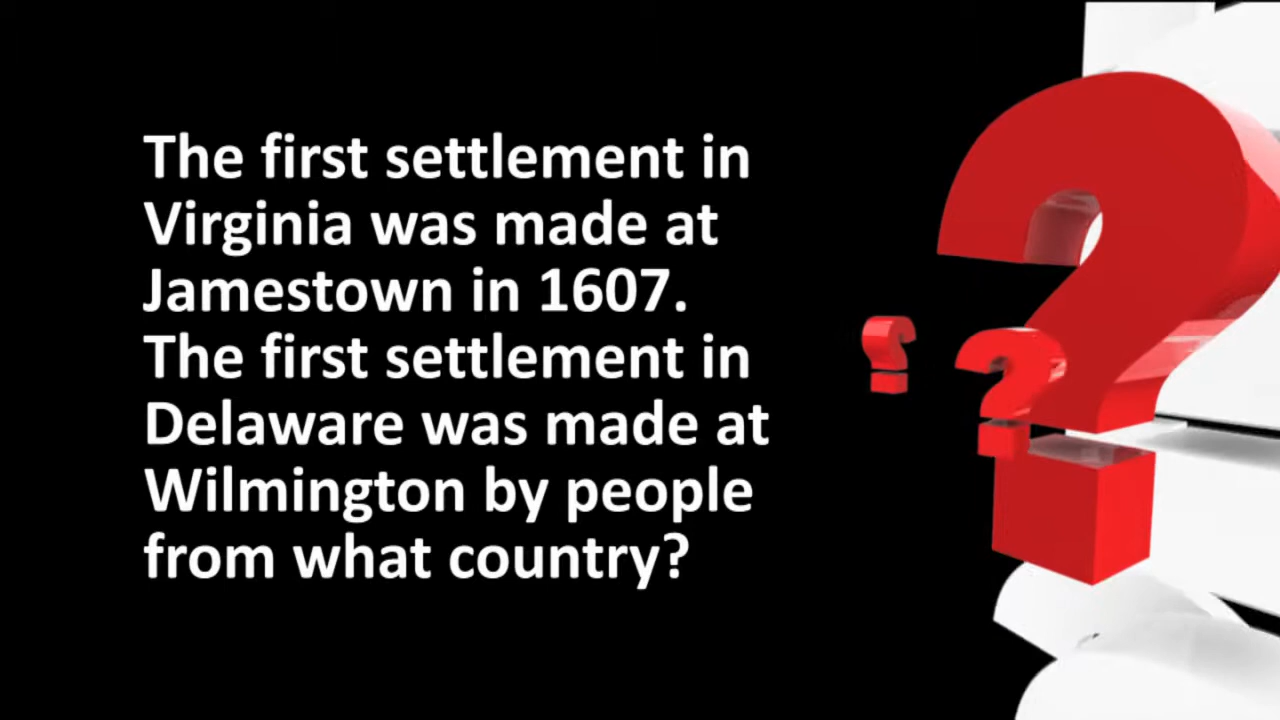 The first settlement in
Virginia was made at
Jamestown in 1607.
The first settlement in
Delaware was made at
Wilmington by people
from what country?